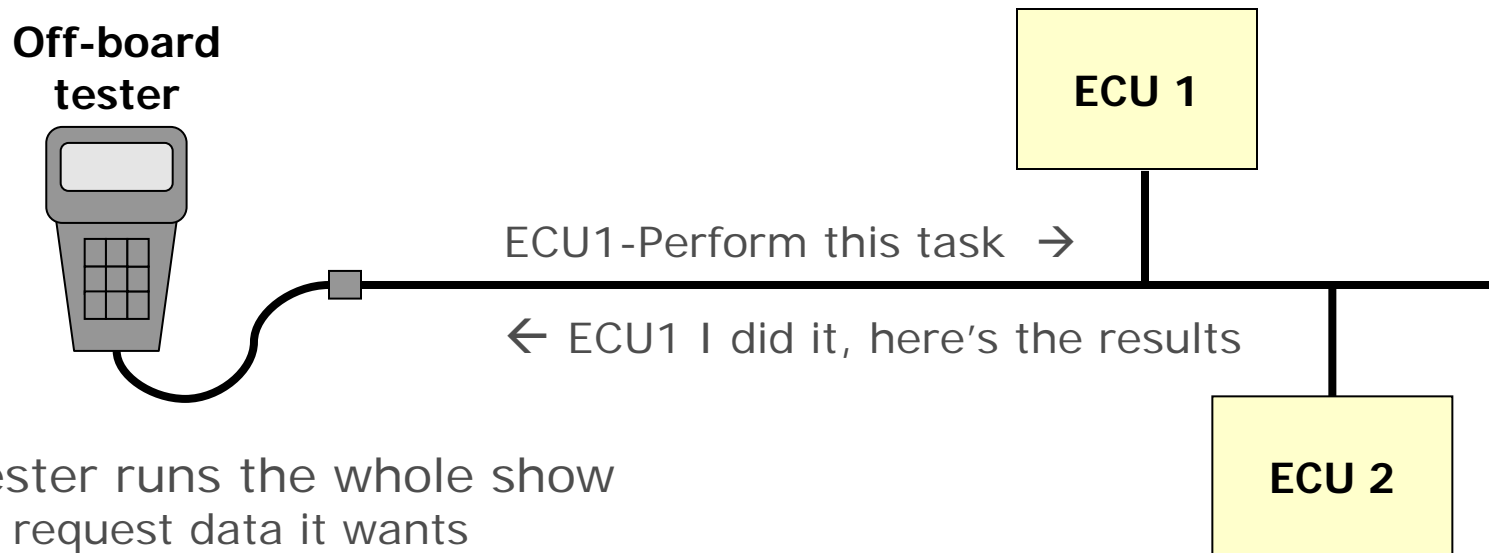 Off-board
tester
ECU 1
ECU1-Perform this task →
← ECU1 I did it, here's the results
ester runs the whole show
request data it wants
ECU 2